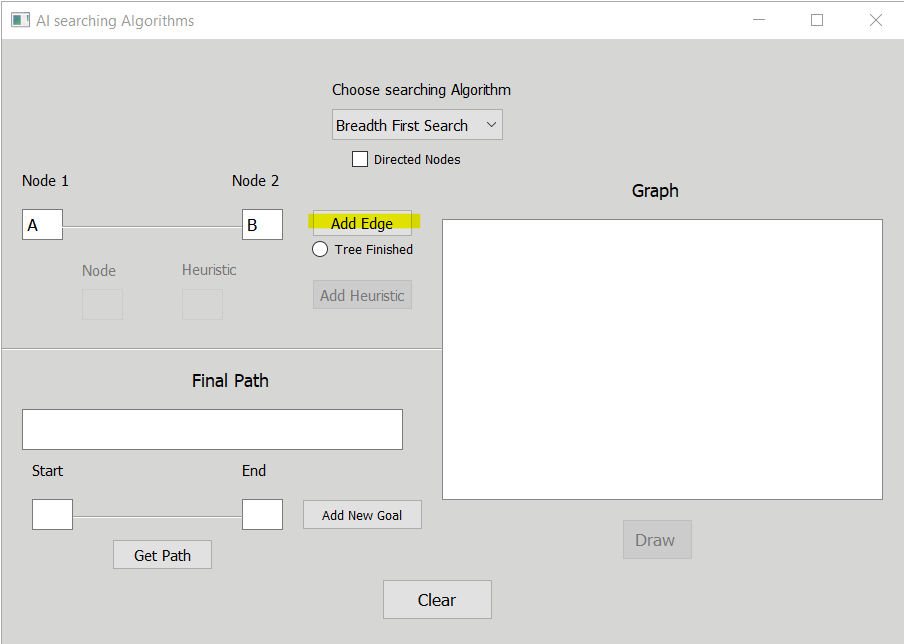 AI searching Algorithms
Choose searching Algorithm
Breadth First Search
Directed Nodes
Node 1
Node 2
Graph
A
B
Add Edge
Tree Finished
Node
Heuristic
Add Heuristic
Final Path
Start
End
Add New Goal
Draw
Get Path
Clear